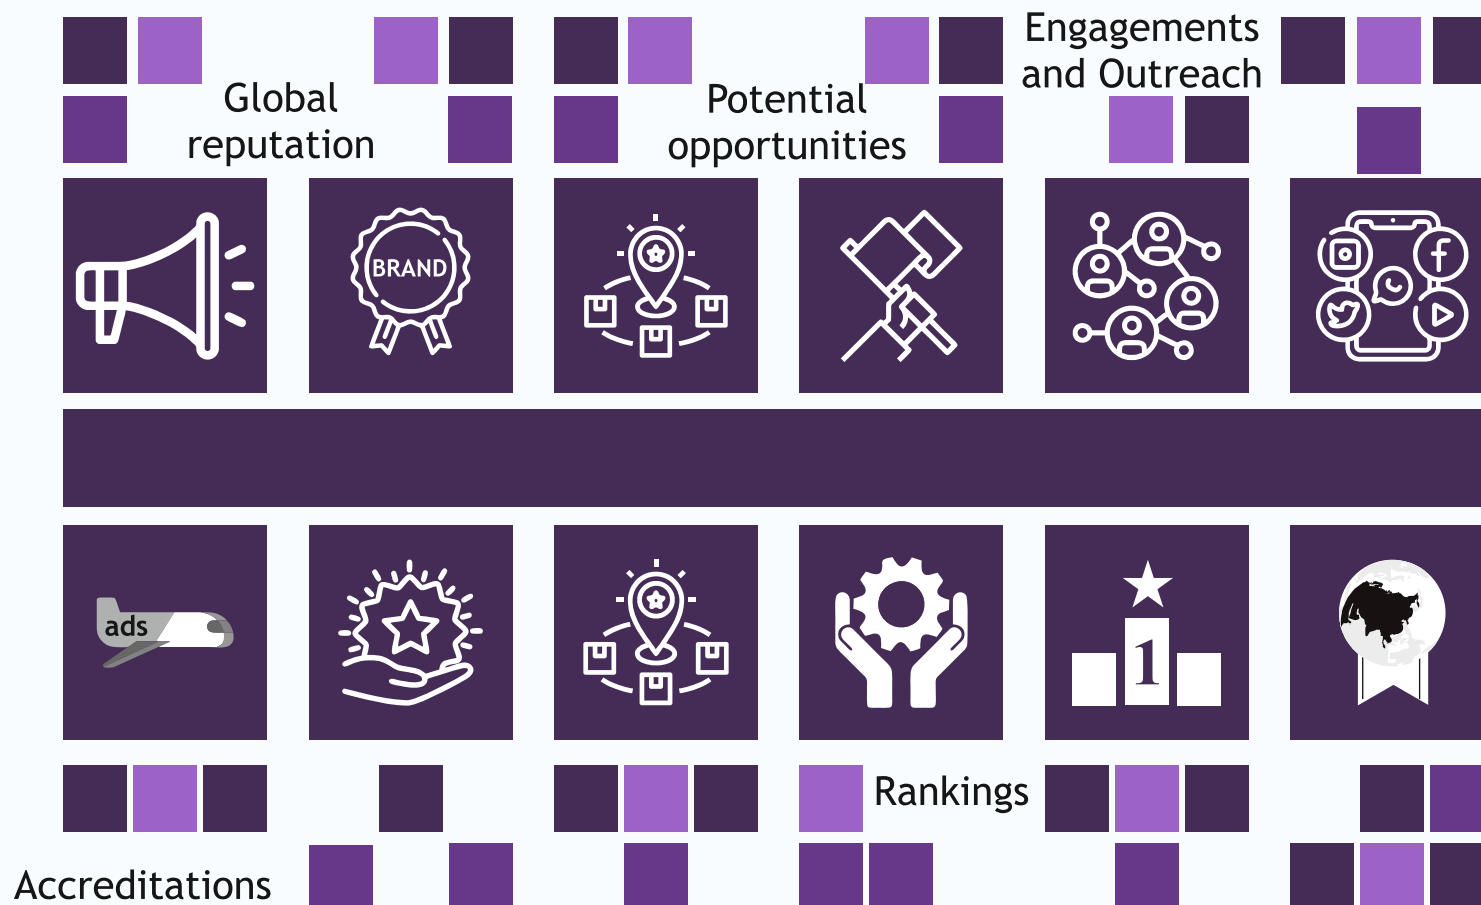 Engagements
and Outreach
Global
reputation
Potential
opportunities
BRAND
ads
1
Rankings
Accreditations